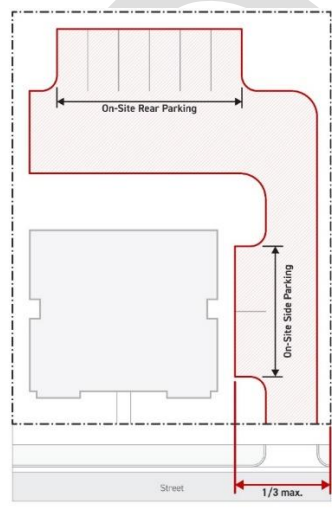 On-Site Rear Parking
On-Site Side Parking
Street
1/3 max.